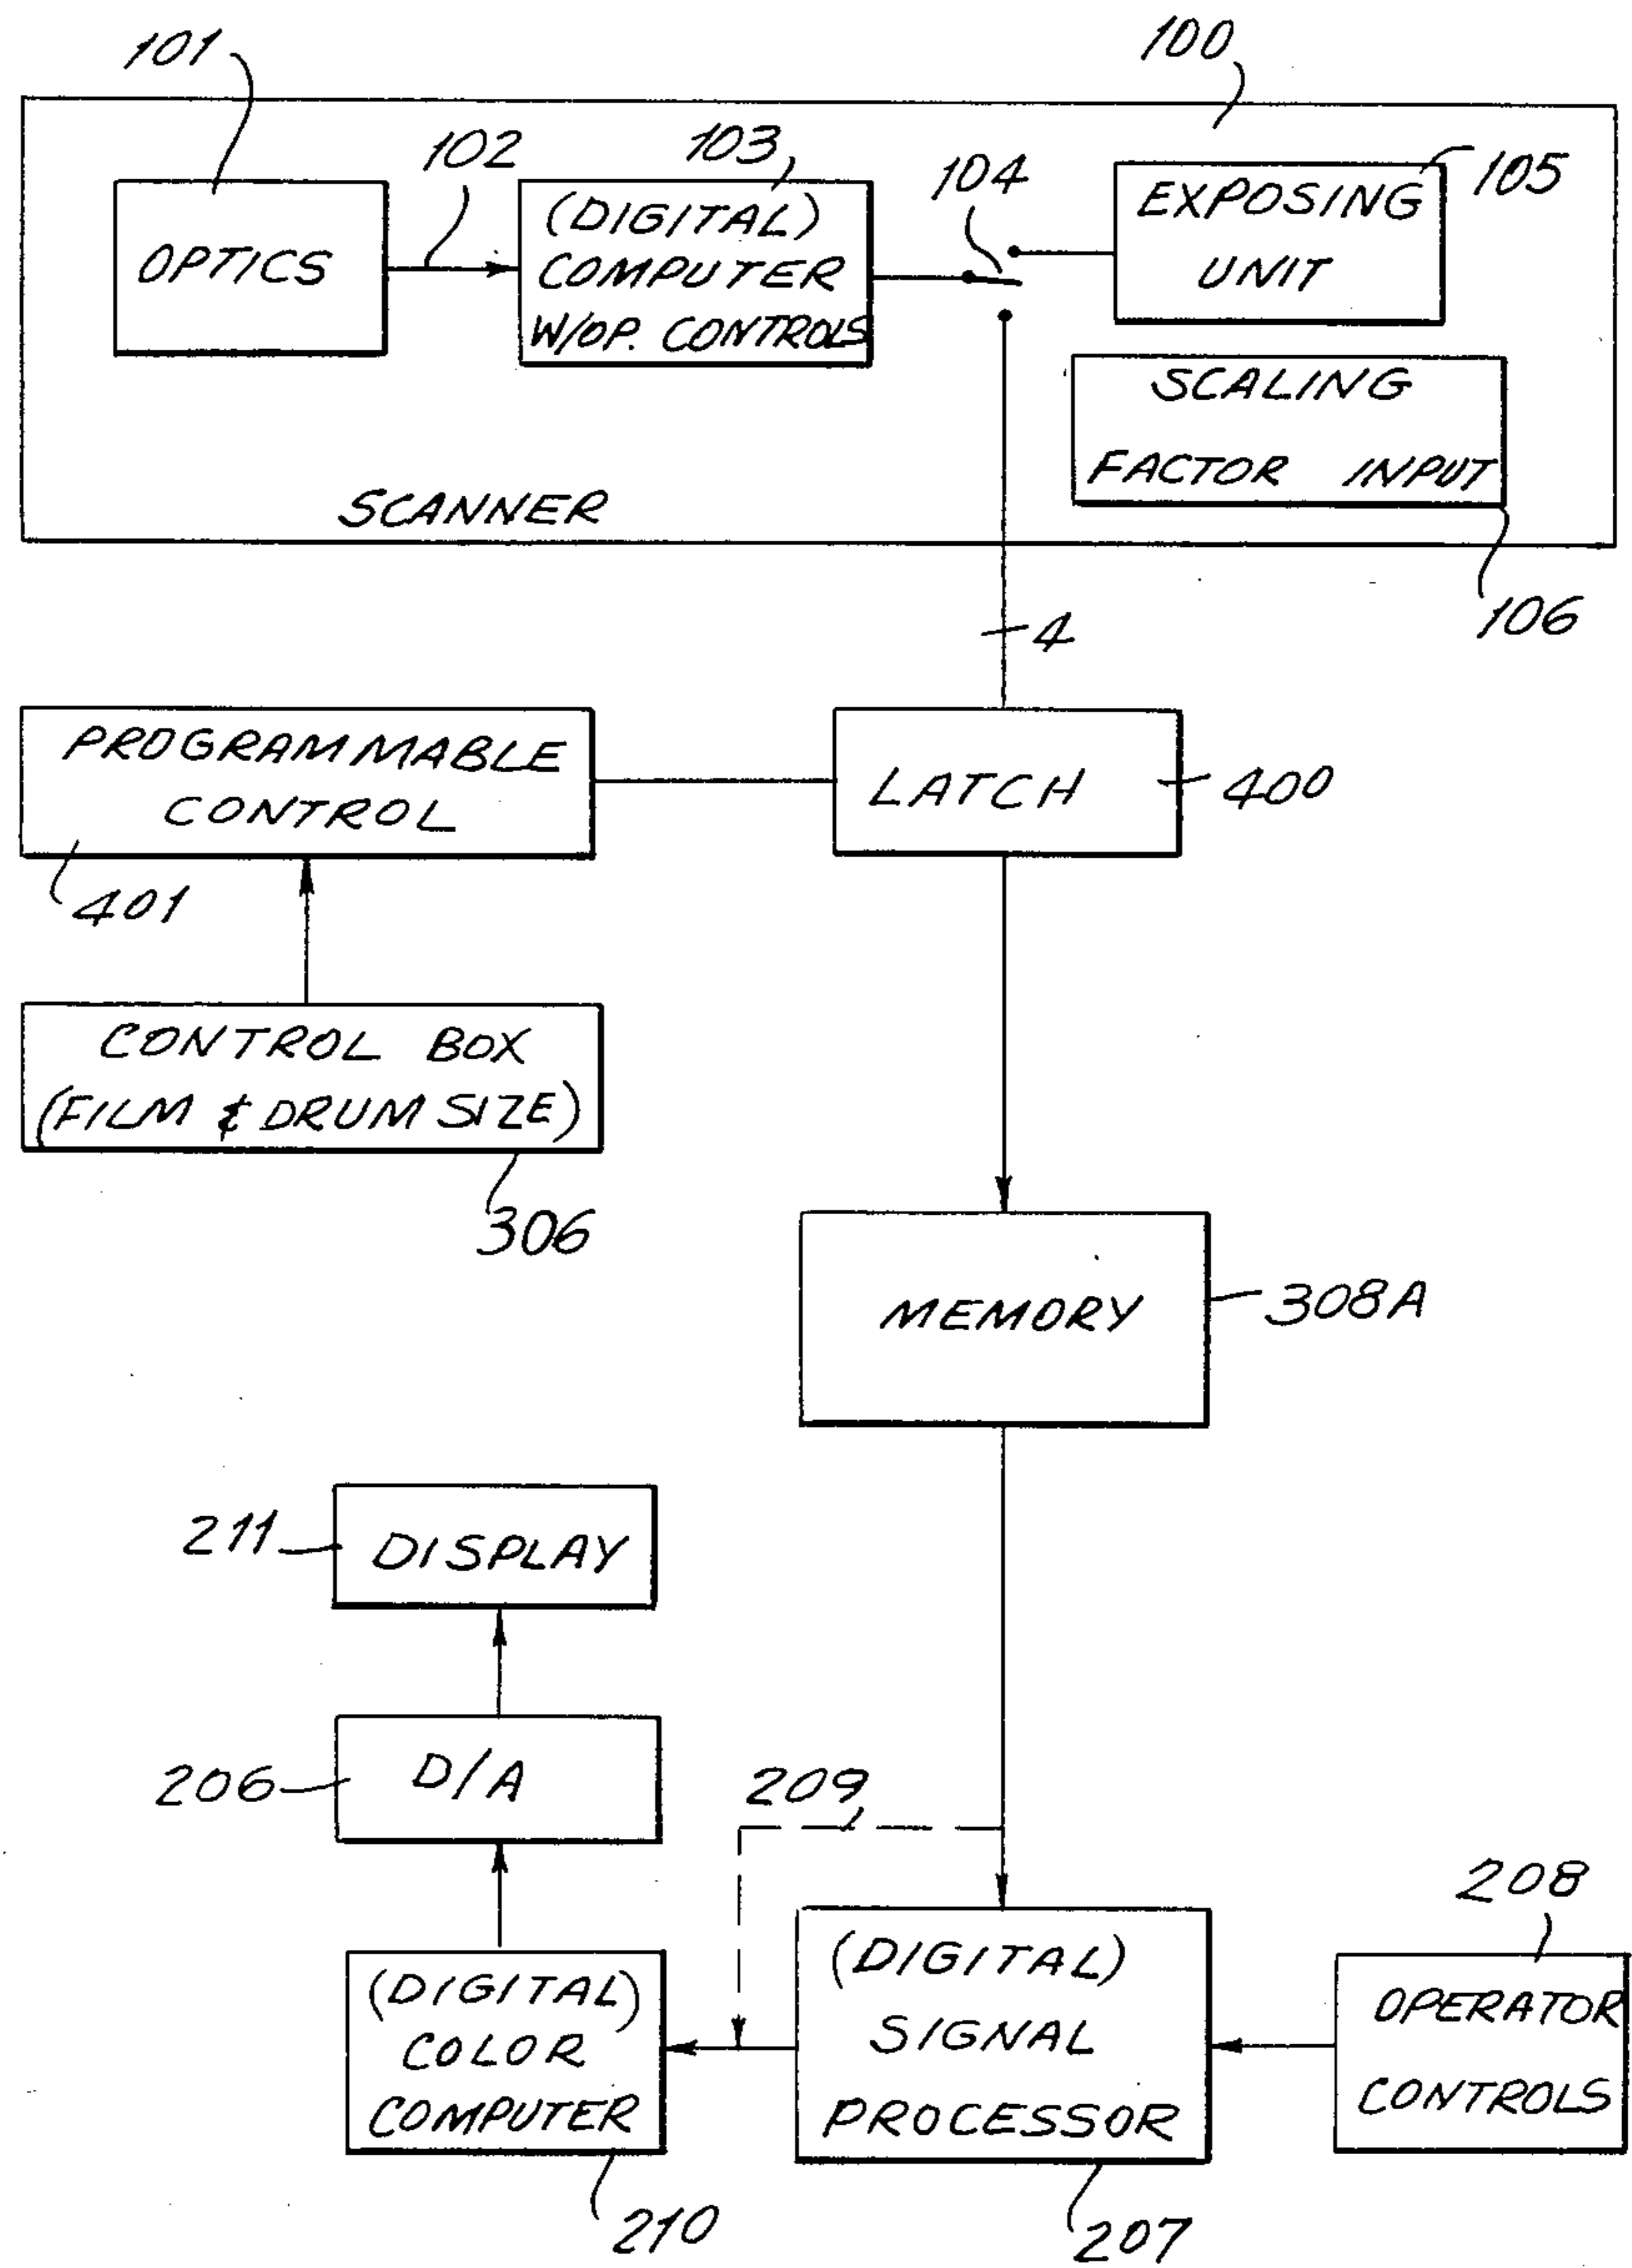 101
100
102
103
104
105
OPTICS
(DIGITAL)
COMPUTER
W/OP. CONTROLS
EXPOSING
UNIT
SCALING
FACTOR INPUT
SCANNER
106
4
PROGRAMMABLE
CONTROL
401
LATCH
400
CONTROL BOX
(FILM & DRUM SIZE)
306
MEMORY
308A
211
DISPLAY
206
D/A
209
208
(DIGITAL)
COLOR
COMPUTER
210
(DIGITAL)
SIGNAL
PROCESSOR
207
OPERATOR
CONTROLS